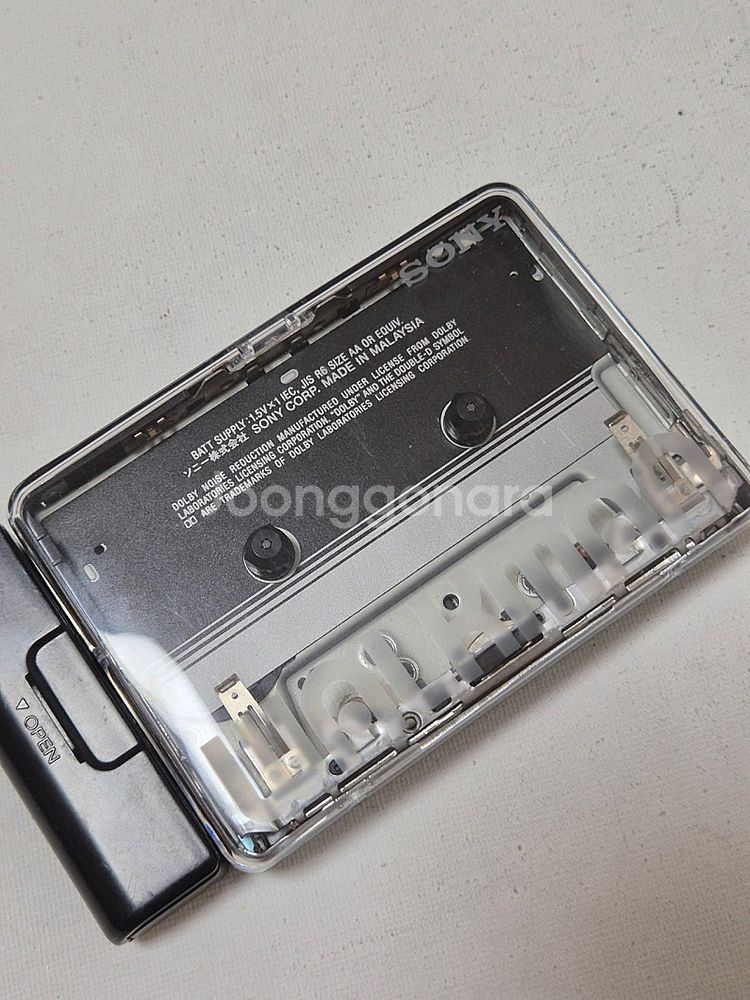 SONY
BATT SUPPLY:1.5V×1 IEC, JIS R6 SIZE AA OR EQUIV.
ソニー株式会社 SONY CORP. MADE IN MALAYSIA
DOLBY NOISE REDUCTION MANUFACTURED UNDER LICENSE FROM DOLBY
LABORATORIES LICENSING CORPORATION. "DOLBY" AND THE DOUBLE-D SYMBOL
ARE TRADEMARKS OF DOLBY LABORATORIES LICENSING CORPORATION.
joonggonara
WALKMAN
▽ OPEN